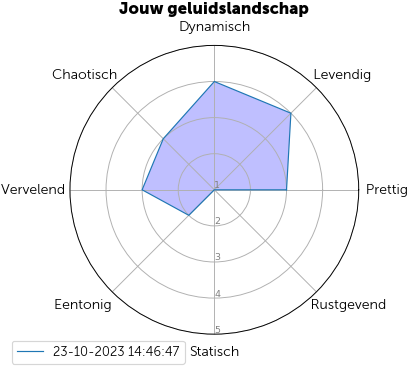 Jouw geluidslandschap
Dynamisch
Chaotisch
Levendig
Vervelend
1
Prettig
2
3
4
Eentonig
Rustgevend
5
23-10-2023 14:46:47
Statisch